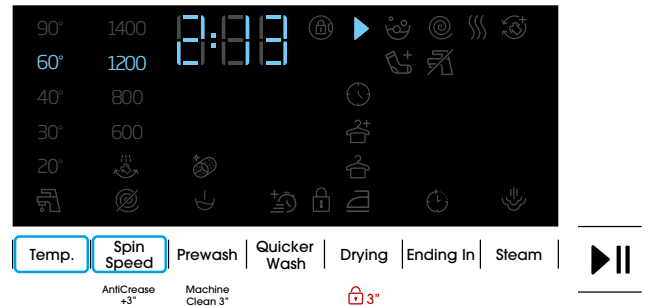 90° 1400 2:13
60° 1200
40° 800
30° 600
20°
Temp. Spin Speed Prewash Quicker Wash Drying Ending In Steam
AntiCrease +3" Machine Clean 3" 3"